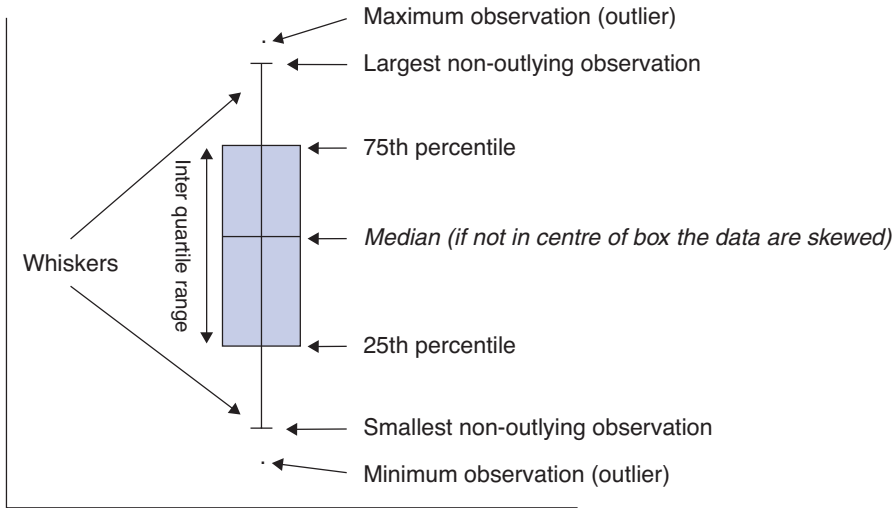 Maximum observation (outlier)
Largest non-outlying observation
75th percentile
Inter quartile range
Median (if not in centre of box the data are skewed)
Whiskers
25th percentile
Smallest non-outlying observation
Minimum observation (outlier)